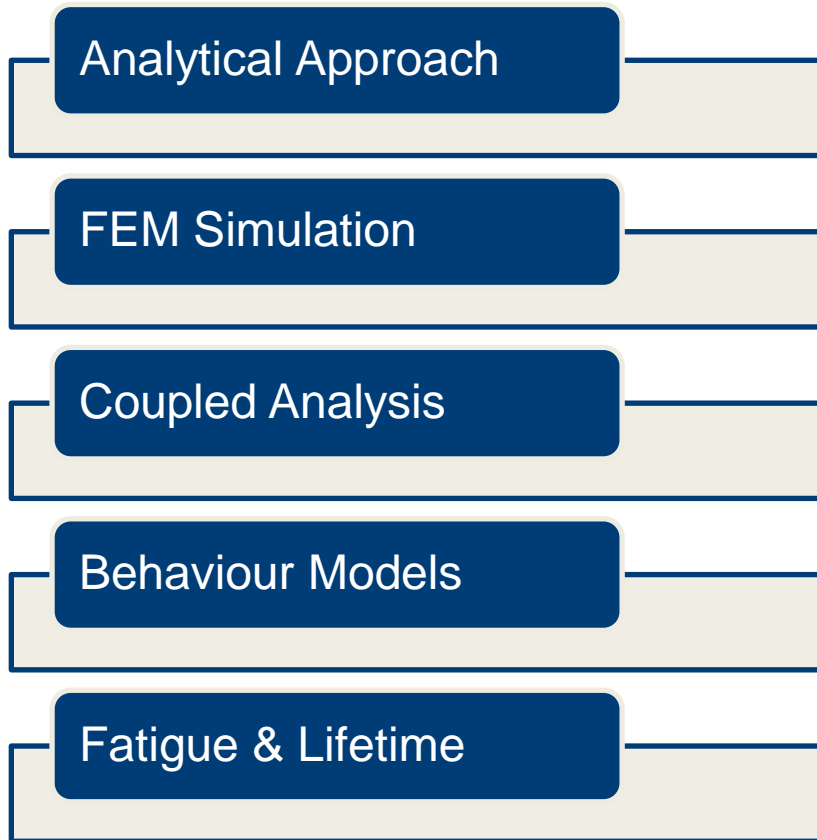 Analytical Approach
FEM Simulation
Coupled Analysis
Behaviour Models
Fatigue & Lifetime